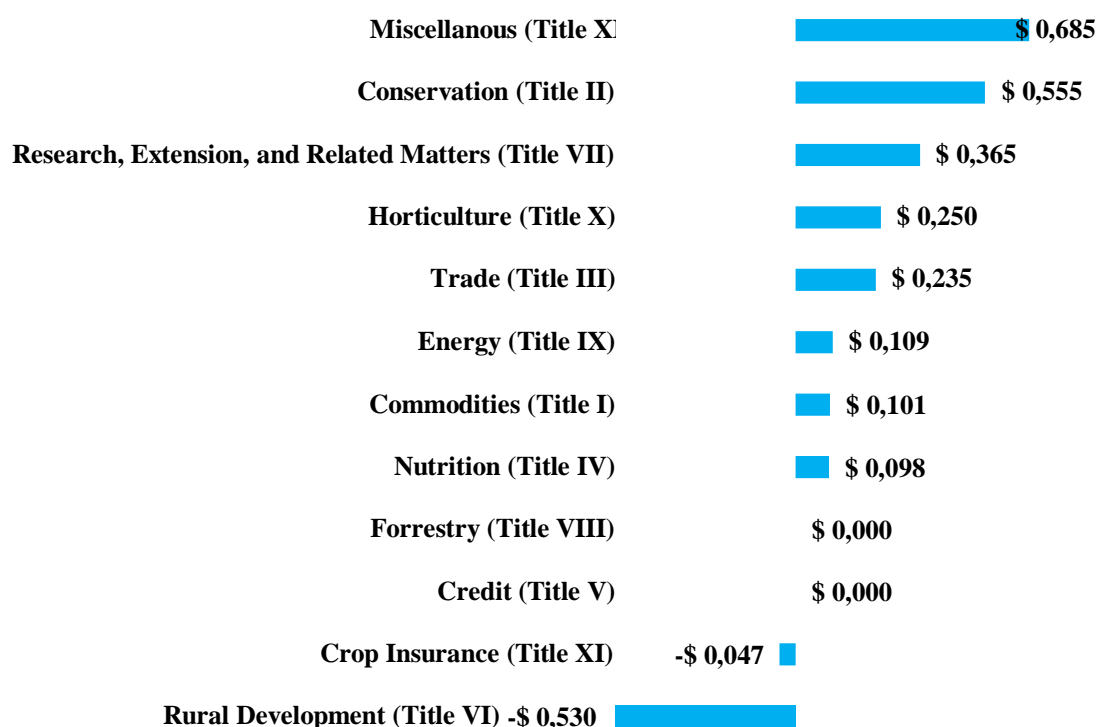 Miscellanous (Title XI $ 0,685
Conservation (Title II) $ 0,555
Research, Extension, and Related Matters (Title VII) $ 0,365
Horticulture (Title X) $ 0,250
Trade (Title III) $ 0,235
Energy (Title IX) $ 0,109
Commodities (Title I) $ 0,101
Nutrition (Title IV) $ 0,098
Forrestry (Title VIII) $ 0,000
Credit (Title V) $ 0,000
Crop Insurance (Title XI) -$ 0,047
Rural Development (Title VI) -$ 0,530